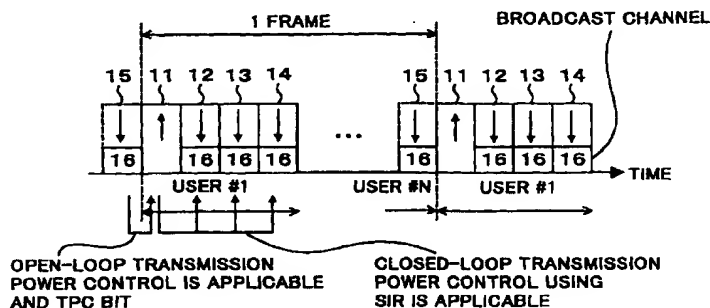 1 FRAME
BROADCAST CHANNEL
15 11 12 13 14 15 11 12 13 14
...
16 16 16 16 16 16 16 16
TIME
USER #1 USER #N USER #1
OPEN-LOOP TRANSMISSION
POWER CONTROL IS APPLICABLE
AND TPC BIT
CLOSED-LOOP TRANSMISSION
POWER CONTROL USING
SIR IS APPLICABLE